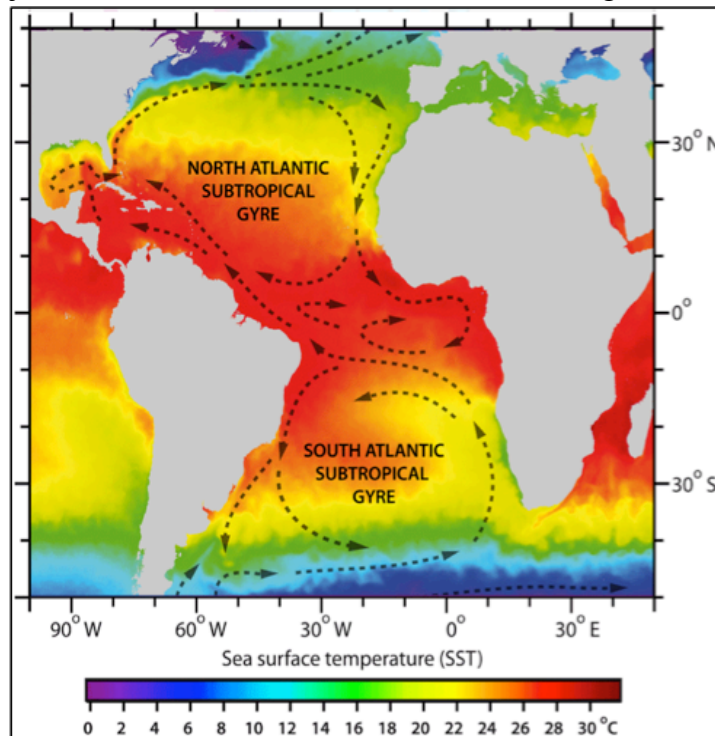 NORTH ATLANTIC
SUBTROPICAL
GYRE
30°N
0°
SOUTH ATLANTIC
SUBTROPICAL
GYRE
30°S
90°W 60°W 30°W 0° 30°E
Sea surface temperature (SST)
0 2 4 6 8 10 12 14 16 18 20 22 24 26 28 30 °C